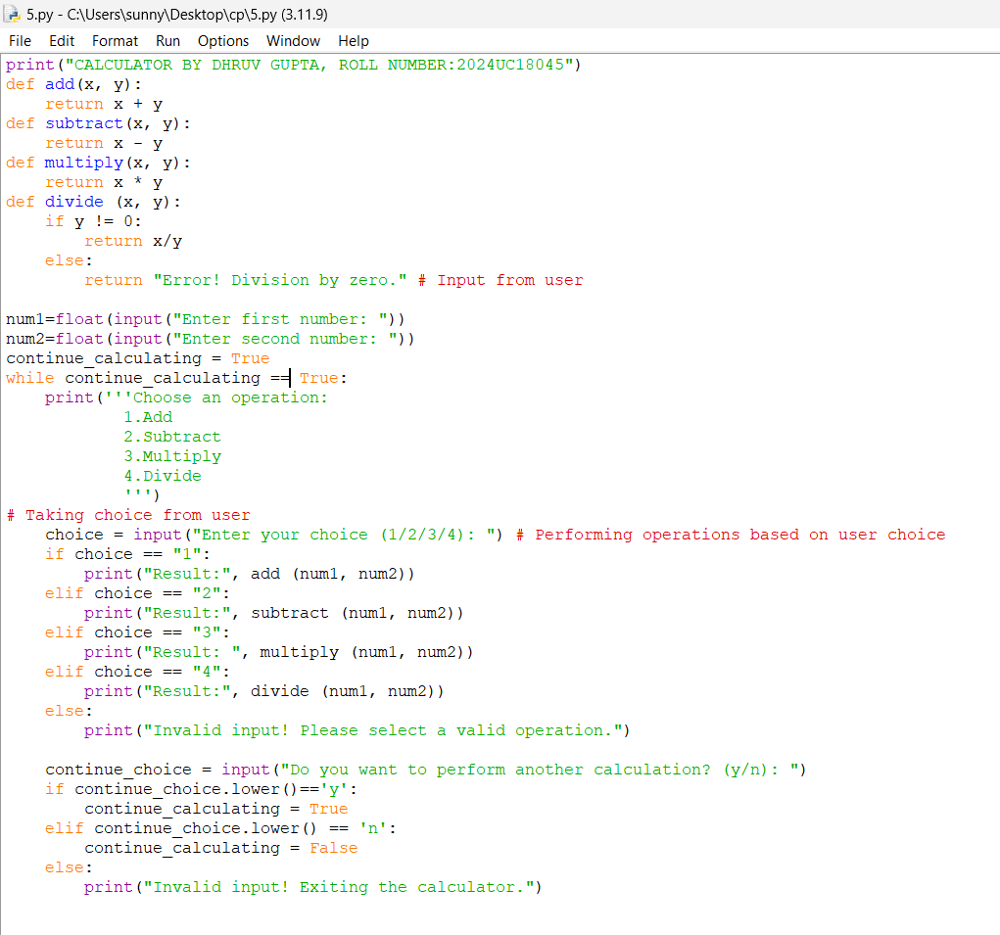 5.py - C:\Users\sunny\Desktop\cp\5.py (3.11.9)
File Edit Format Run Options Window Help
print("CALCULATOR BY DHRUV GUPTA, ROLL NUMBER:2024UC18045")
def add(x, y):
    return x + y
def subtract(x, y):
    return x - y
def multiply(x, y):
    return x * y
def divide (x, y):
    if y != 0:
        return x/y
    else:
        return "Error! Division by zero." # Input from user

num1=float(input("Enter first number: "))
num2=float(input("Enter second number: "))
continue_calculating = True
while continue_calculating == True:
    print('''Choose an operation:
            1.Add
            2.Subtract
            3.Multiply
            4.Divide
            ''')
# Taking choice from user
    choice = input("Enter your choice (1/2/3/4): ") # Performing operations based on user choice
    if choice == "1":
        print("Result:", add (num1, num2))
    elif choice == "2":
        print("Result:", subtract (num1, num2))
    elif choice == "3":
        print("Result: ", multiply (num1, num2))
    elif choice == "4":
        print("Result:", divide (num1, num2))
    else:
        print("Invalid input! Please select a valid operation.")

    continue_choice = input("Do you want to perform another calculation? (y/n): ")
    if continue_choice.lower()=='y':
        continue_calculating = True
    elif continue_choice.lower() == 'n':
        continue_calculating = False
    else:
        print("Invalid input! Exiting the calculator.")